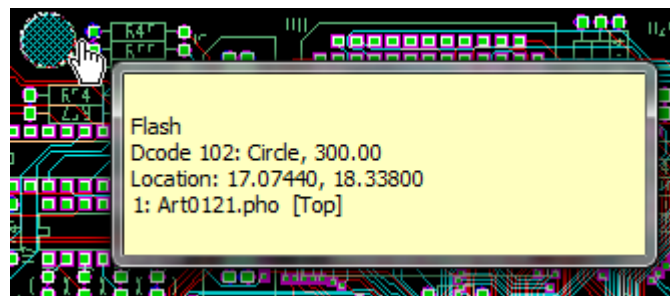 Flash
Dcode 102: Circle, 300.00
Location: 17.07440, 18.33800
1: Art0121.pho [Top]